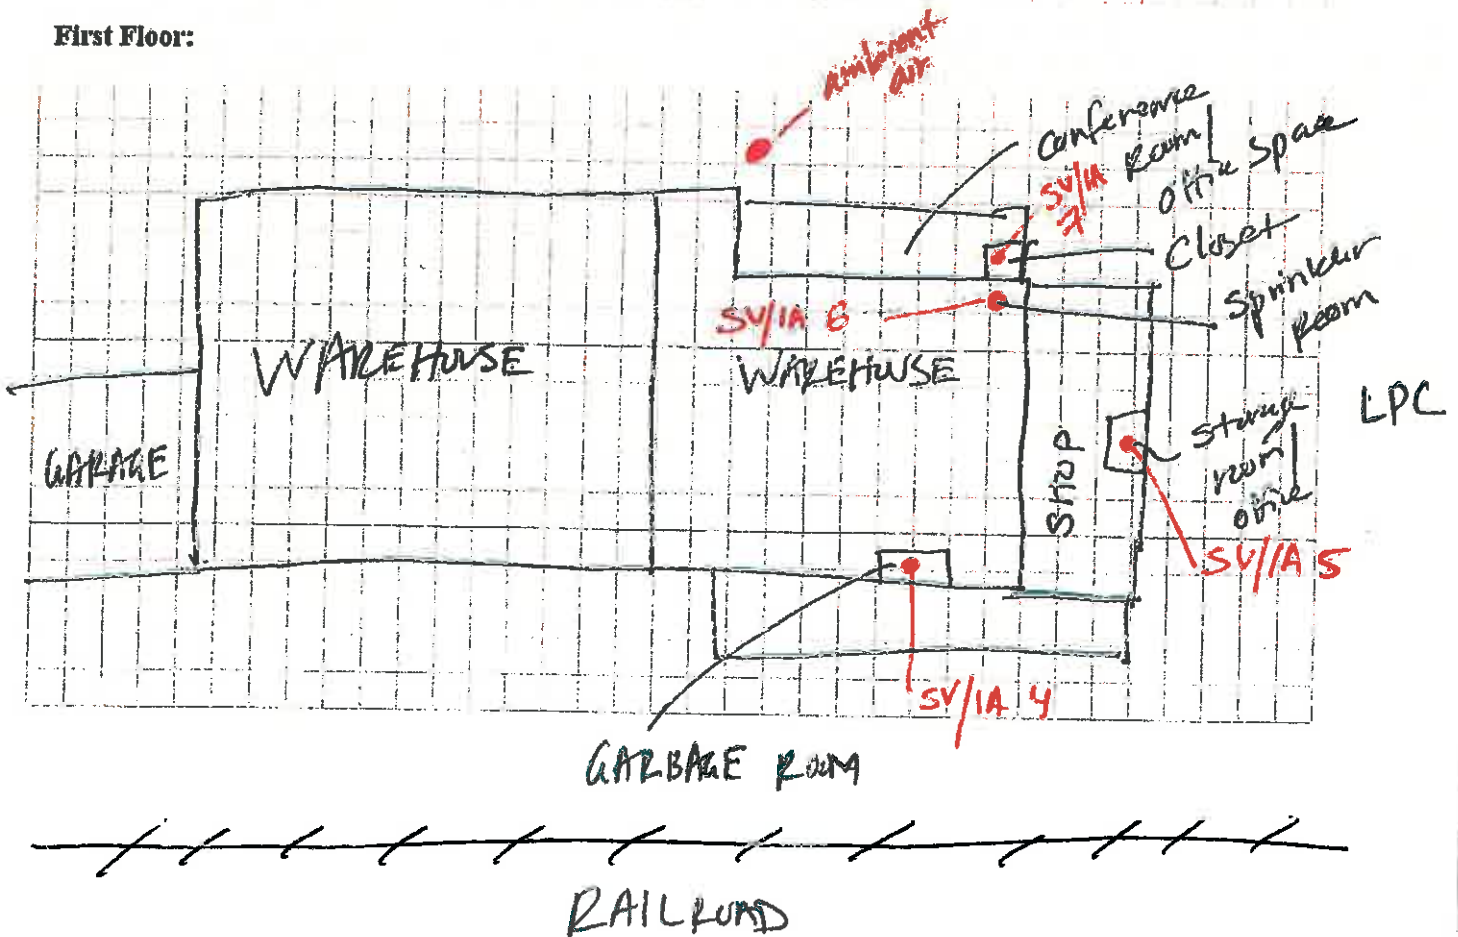 First Floor:
ambient
air
Conference
Room/
office Space
SV/IA
7
Closet
Sprinkler
Room
SV/IA 6
WAREHOUSE
WAREHOUSE
LPC
GARAGE
SHOP
Storage
room/
office
SV/IA 5
SV/IA 4
GARBAGE ROOM
RAILROAD